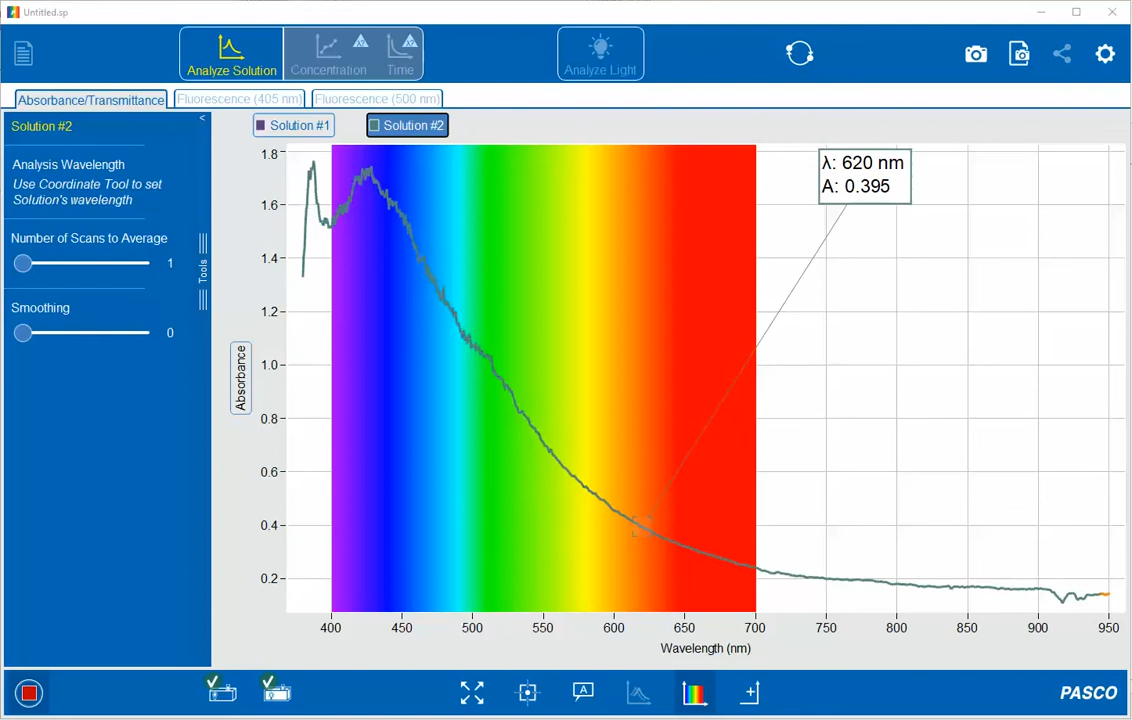 Untitled.sp
Analyze Solution
Concentration
Time
Analyze Light
Absorbance/Transmittance
Fluorescence (405 nm)
Fluorescence (500 nm)
Solution #2
<
Analysis Wavelength
Use Coordinate Tool to set
Solution's wavelength
Number of Scans to Average
1
Smoothing
0
Tools
Solution #1
Solution #2
λ: 620 nm
A: 0.395
Absorbance
1.8
1.6
1.4
1.2
1.0
0.8
0.6
0.4
0.2
400 450 500 550 600 650 700 750 800 850 900 950
Wavelength (nm)
A
PASCO